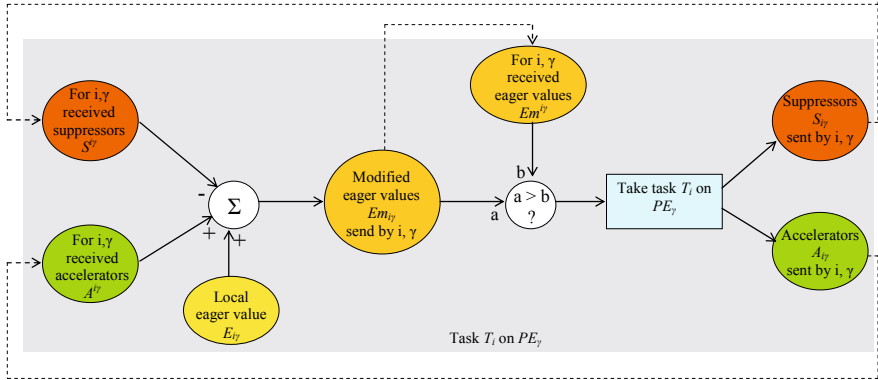 For i,γ
received
suppressors
S^{iγ}
For i,γ
received
accelerators
A^{iγ}
-
+
+
Σ
Local
eager value
E_{iγ}
Modified
eager values
Em_{iγ}
send by i, γ
For i, γ
received
eager values
Em^{iγ}
b
a
a > b
?
Take task T_i on
PE_γ
Suppressors
S_{iγ}
sent by i, γ
Accelerators
A_{iγ}
sent by i, γ
Task T_i on PE_γ